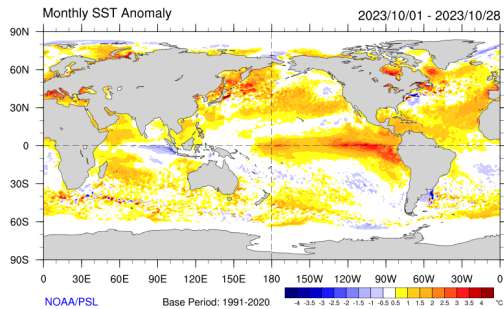 Monthly SST Anomaly
2023/10/01 - 2023/10/28
90N
60N
30N
0
30S
60S
90S
0 30E 60E 90E 120E 150E 180 150W 120W 90W 60W 30W 0
NOAA/PSL
Base Period: 1991-2020
-4 -3.5 -3 -2.5 -2 -1.5 -1 -0.5 0.5 1 1.5 2 2.5 3 3.5 4 °C